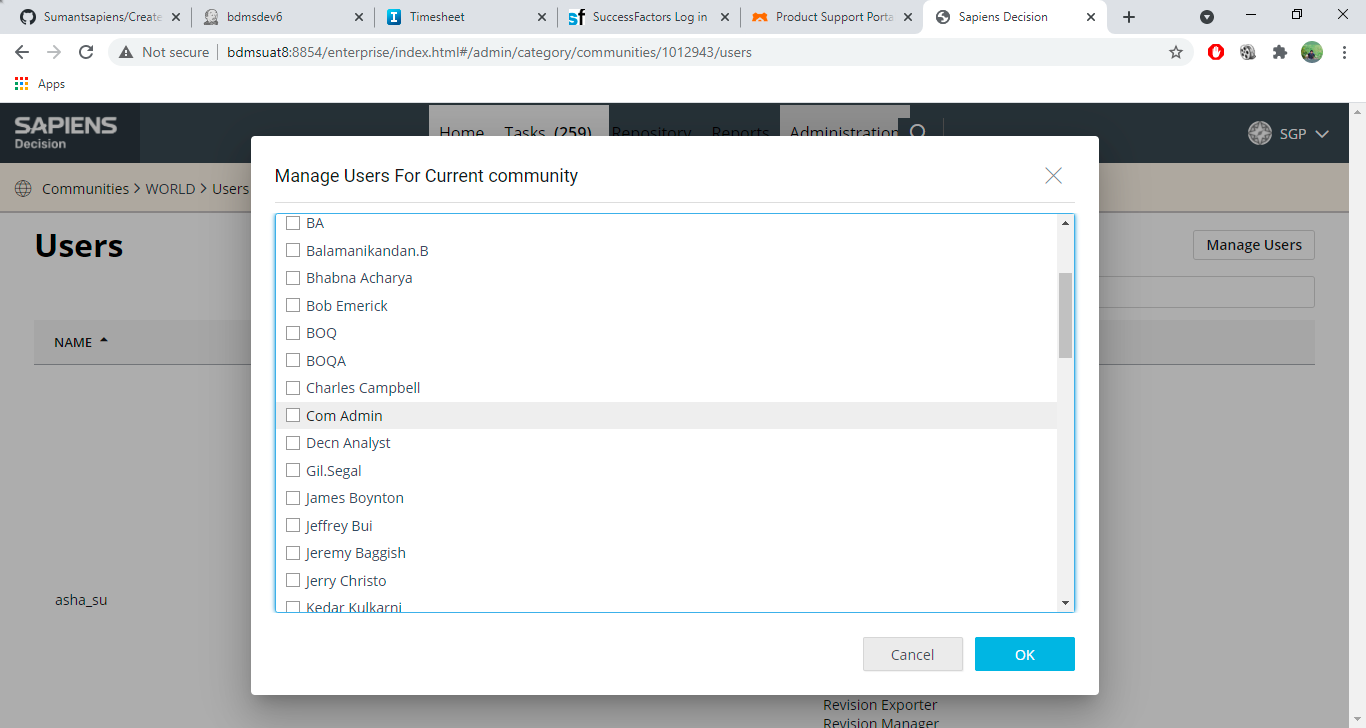 Sumantsapiens/Create
bdmsdev6
Timesheet
SuccessFactors Log in
Product Support Porta
Sapiens Decision
Not secure
bdmsuat8:8854/enterprise/index.html#/admin/category/communities/1012943/users
Apps
SAPIENS
Decision
Home Tasks (259) Repository Reports Administration
SGP
Communities > WORLD > Users
Manage Users For Current community
Users
Manage Users
NAME
BA
Balamanikandan.B
Bhabna Acharya
Bob Emerick
BOQ
BOQA
Charles Campbell
Com Admin
Decn Analyst
Gil.Segal
James Boynton
Jeffrey Bui
Jeremy Baggish
Jerry Christo
Kedar Kulkarni
asha_su
Cancel
OK
Revision Exporter
Revision Manager